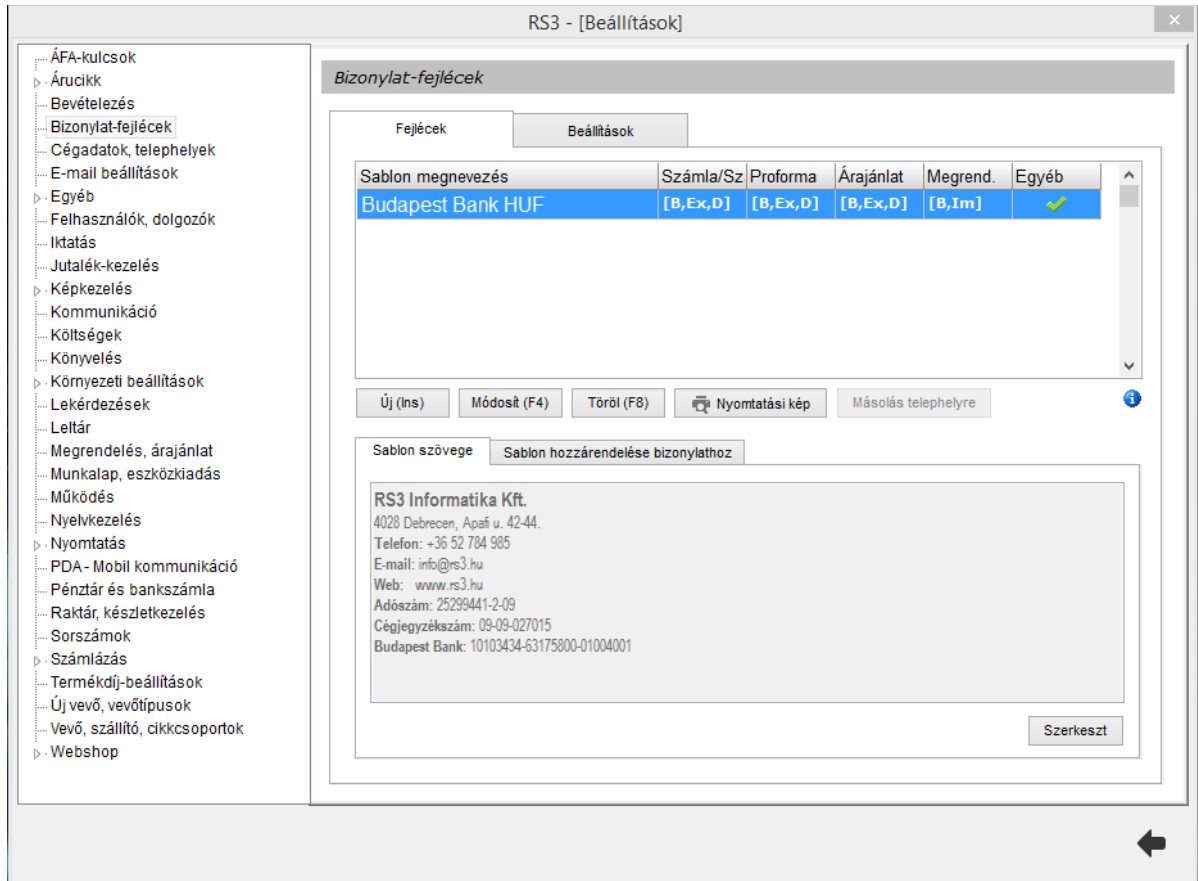 RS3 - [Beállítások]
ÁFA-kulcsok
Árucikk
Bevételezés
Bizonylat-fejlécek
Cégadatok, telephelyek
E-mail beállítások
Egyéb
Felhasználók, dolgozók
Iktatás
Jutalék-kezelés
Képkezelés
Kommunikáció
Költségek
Könyvelés
Környezeti beállítások
Lekérdezések
Leltár
Megrendelés, árajánlat
Munkalap, eszközkiadás
Működés
Nyelvkezelés
Nyomtatás
PDA - Mobil kommunikáció
Pénztár és bankszámla
Raktár, készletkezelés
Sorszámok
Számlázás
Termékdíj-beállítások
Új vevő, vevőtípusok
Vevő, szállító, cikkcsoportok
Webshop
Bizonylat-fejlécek
Fejlécek Beállítások
Sablon megnevezés Számla/Sz Proforma Árajánlat Megrend. Egyéb
Budapest Bank HUF [B,Ex,D] [B,Ex,D] [B,Ex,D] [B,Im]
Új (Ins) Módosít (F4) Töröl (F8) Nyomtatási kép Másolás telephelyre
Sablon szövege Sablon hozzárendelése bizonylathoz
RS3 Informatika Kft.
4028 Debrecen, Apafi u. 42-44.
Telefon: +36 52 784 985
E-mail: info@rs3.hu
Web: www.rs3.hu
Adószám: 25299441-2-09
Cégjegyzékszám: 09-09-027015
Budapest Bank: 10103434-63175800-01004001
Szerkeszt